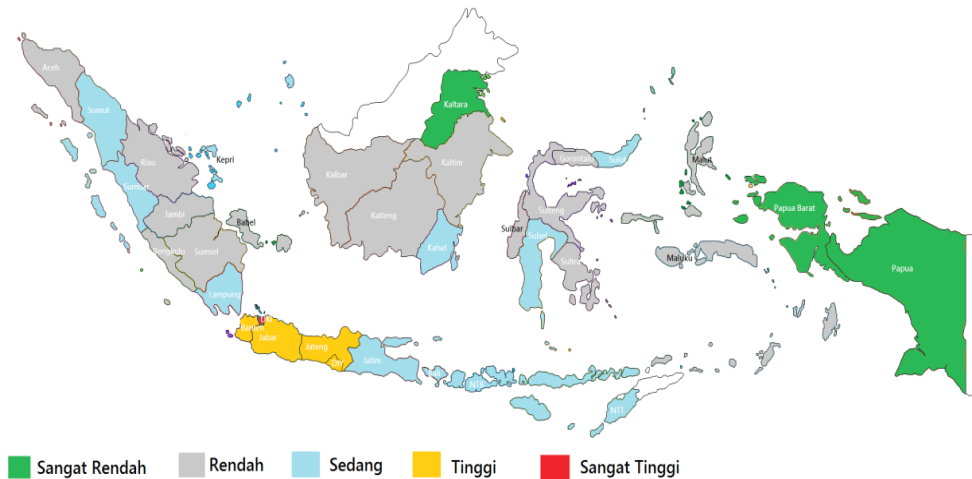 Aceh
Sumut
Kaltara
Riau
Kepri
Malut
Kalbar
Kaltim
Gorontalo
Sulut
Sumbar
Jambi
Kalteng
Sulteng
Papua Barat
Babel
Sulbar
Sulsel
Bengkulu
Sumsel
Kalsel
Sultra
Maluku
Papua
Lampung
Banten
Jabar
Jateng
Jatim
DIY
NTB
NTT
Sangat Rendah
Rendah
Sedang
Tinggi
Sangat Tinggi